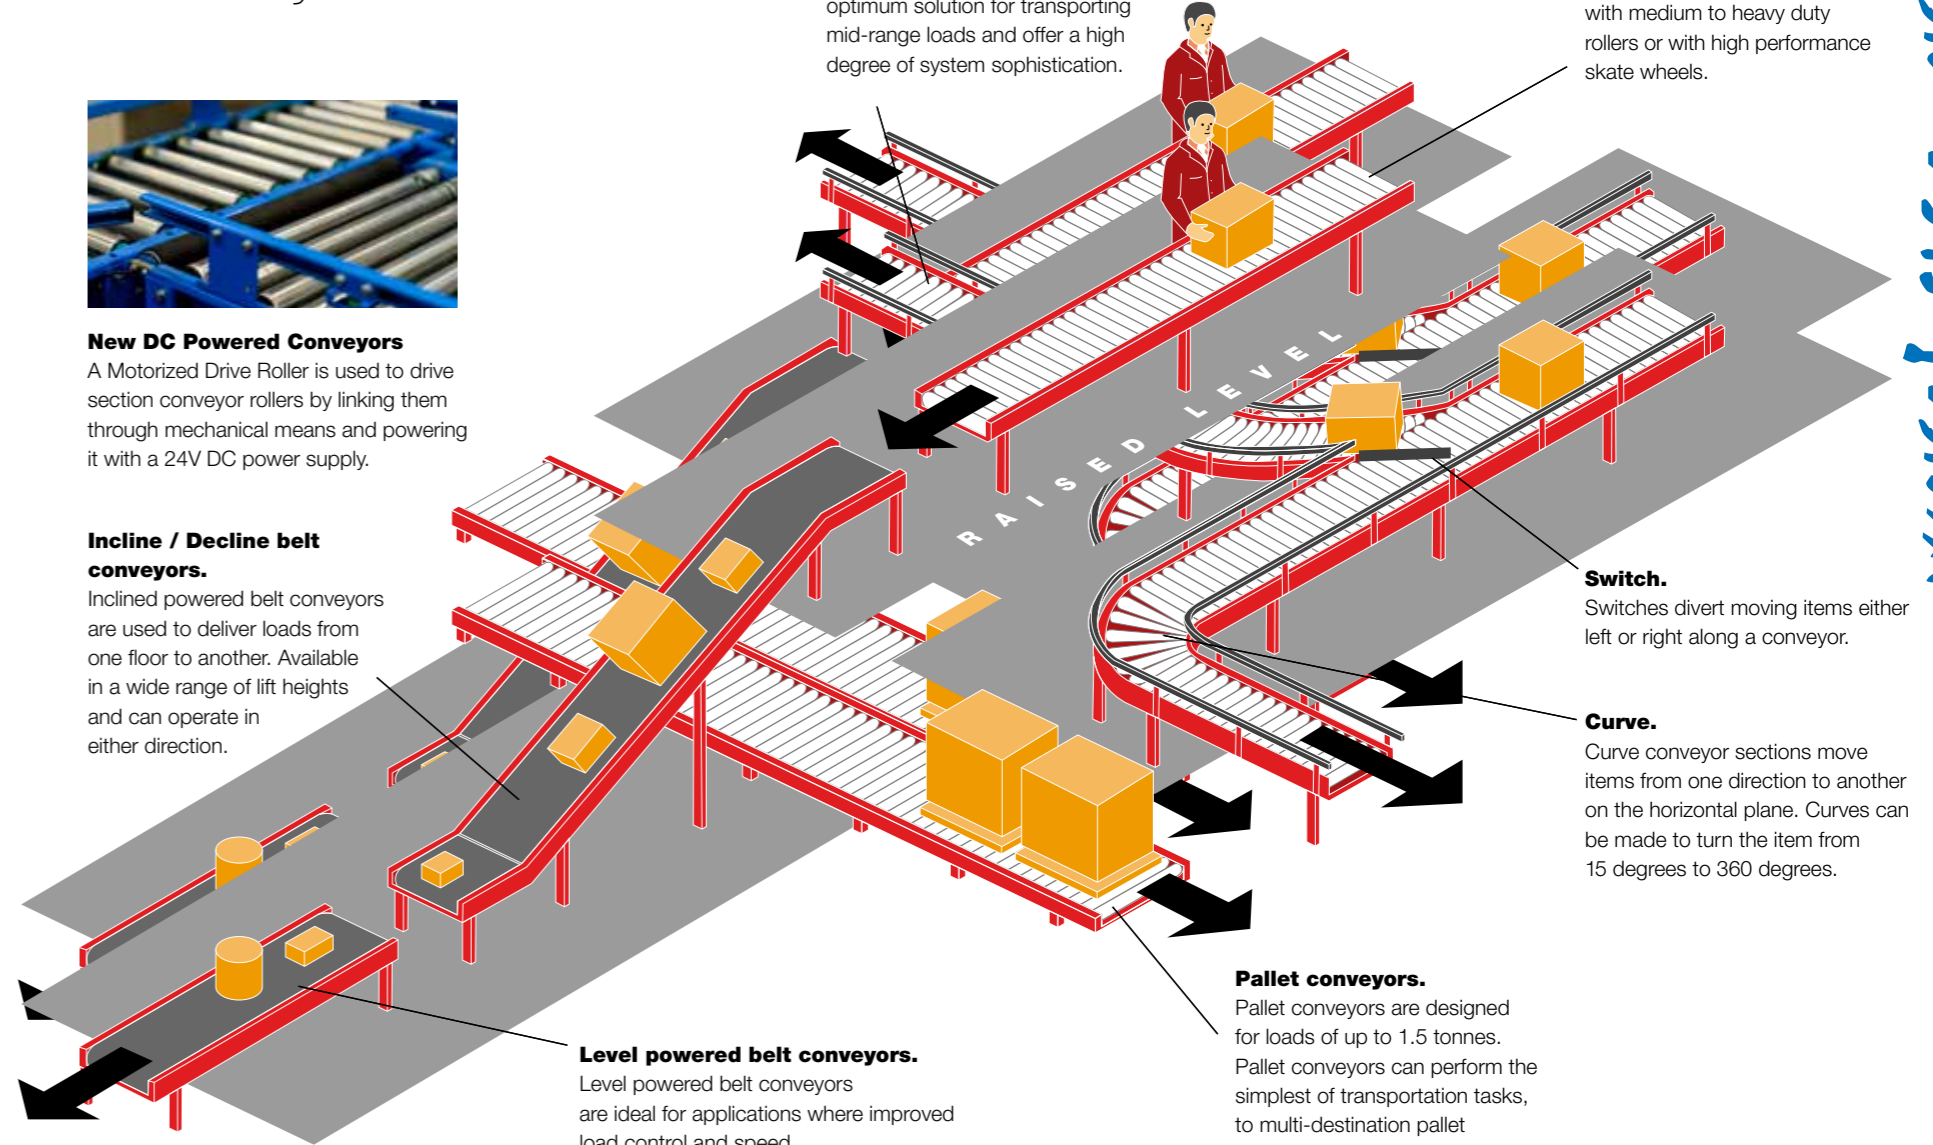 optimum solution for transporting
mid-range loads and offer a high
degree of system sophistication.
with medium to heavy duty
rollers or with high performance
skate wheels.
New DC Powered Conveyors
A Motorized Drive Roller is used to drive
section conveyor rollers by linking them
through mechanical means and powering
it with a 24V DC power supply.
RAISED LEVEL
Incline / Decline belt
conveyors.
Inclined powered belt conveyors
are used to deliver loads from
one floor to another. Available
in a wide range of lift heights
and can operate in
either direction.
Switch.
Switches divert moving items either
left or right along a conveyor.
Curve.
Curve conveyor sections move
items from one direction to another
on the horizontal plane. Curves can
be made to turn the item from
15 degrees to 360 degrees.
Pallet conveyors.
Pallet conveyors are designed
for loads of up to 1.5 tonnes.
Pallet conveyors can perform the
simplest of transportation tasks,
to multi-destination pallet
Level powered belt conveyors.
Level powered belt conveyors
are ideal for applications where improved
load control and speed